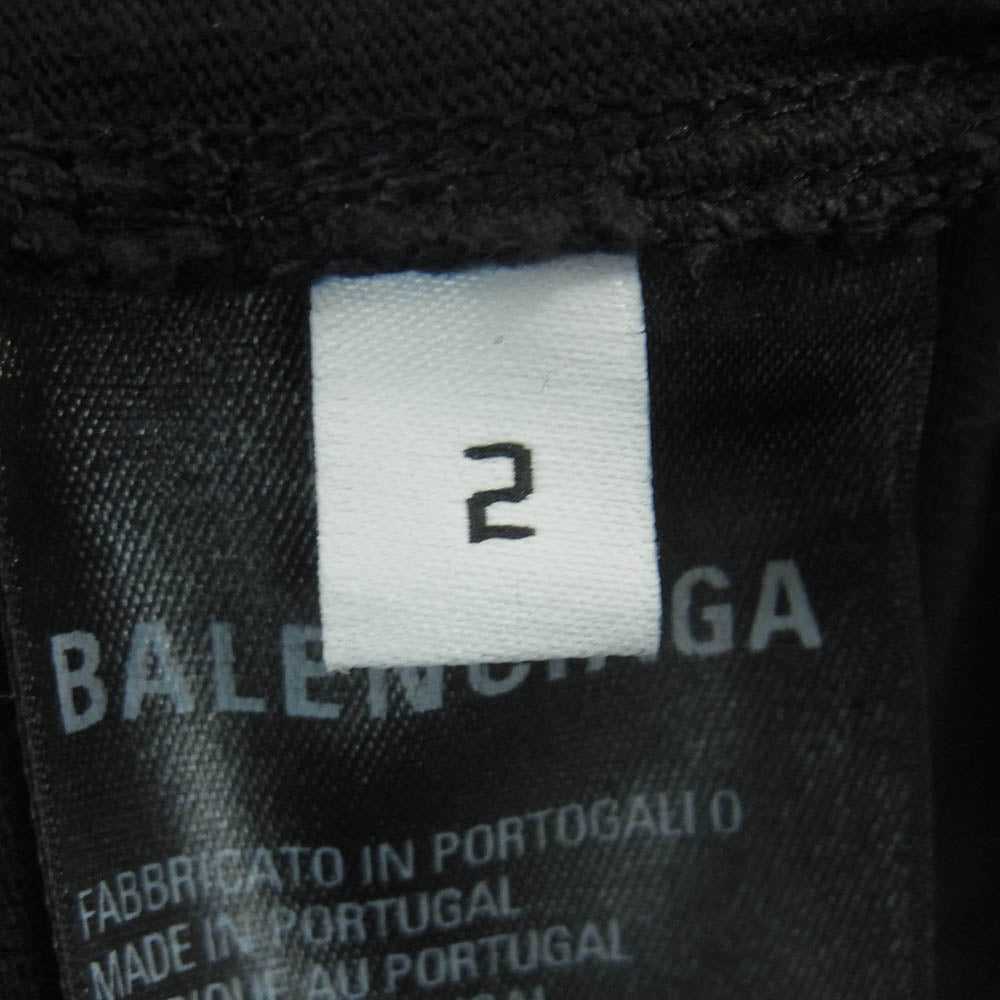 2
BALENCIAGA
FABBRICATO IN PORTOGALLO
MADE IN PORTUGAL
AU PORTUGAL